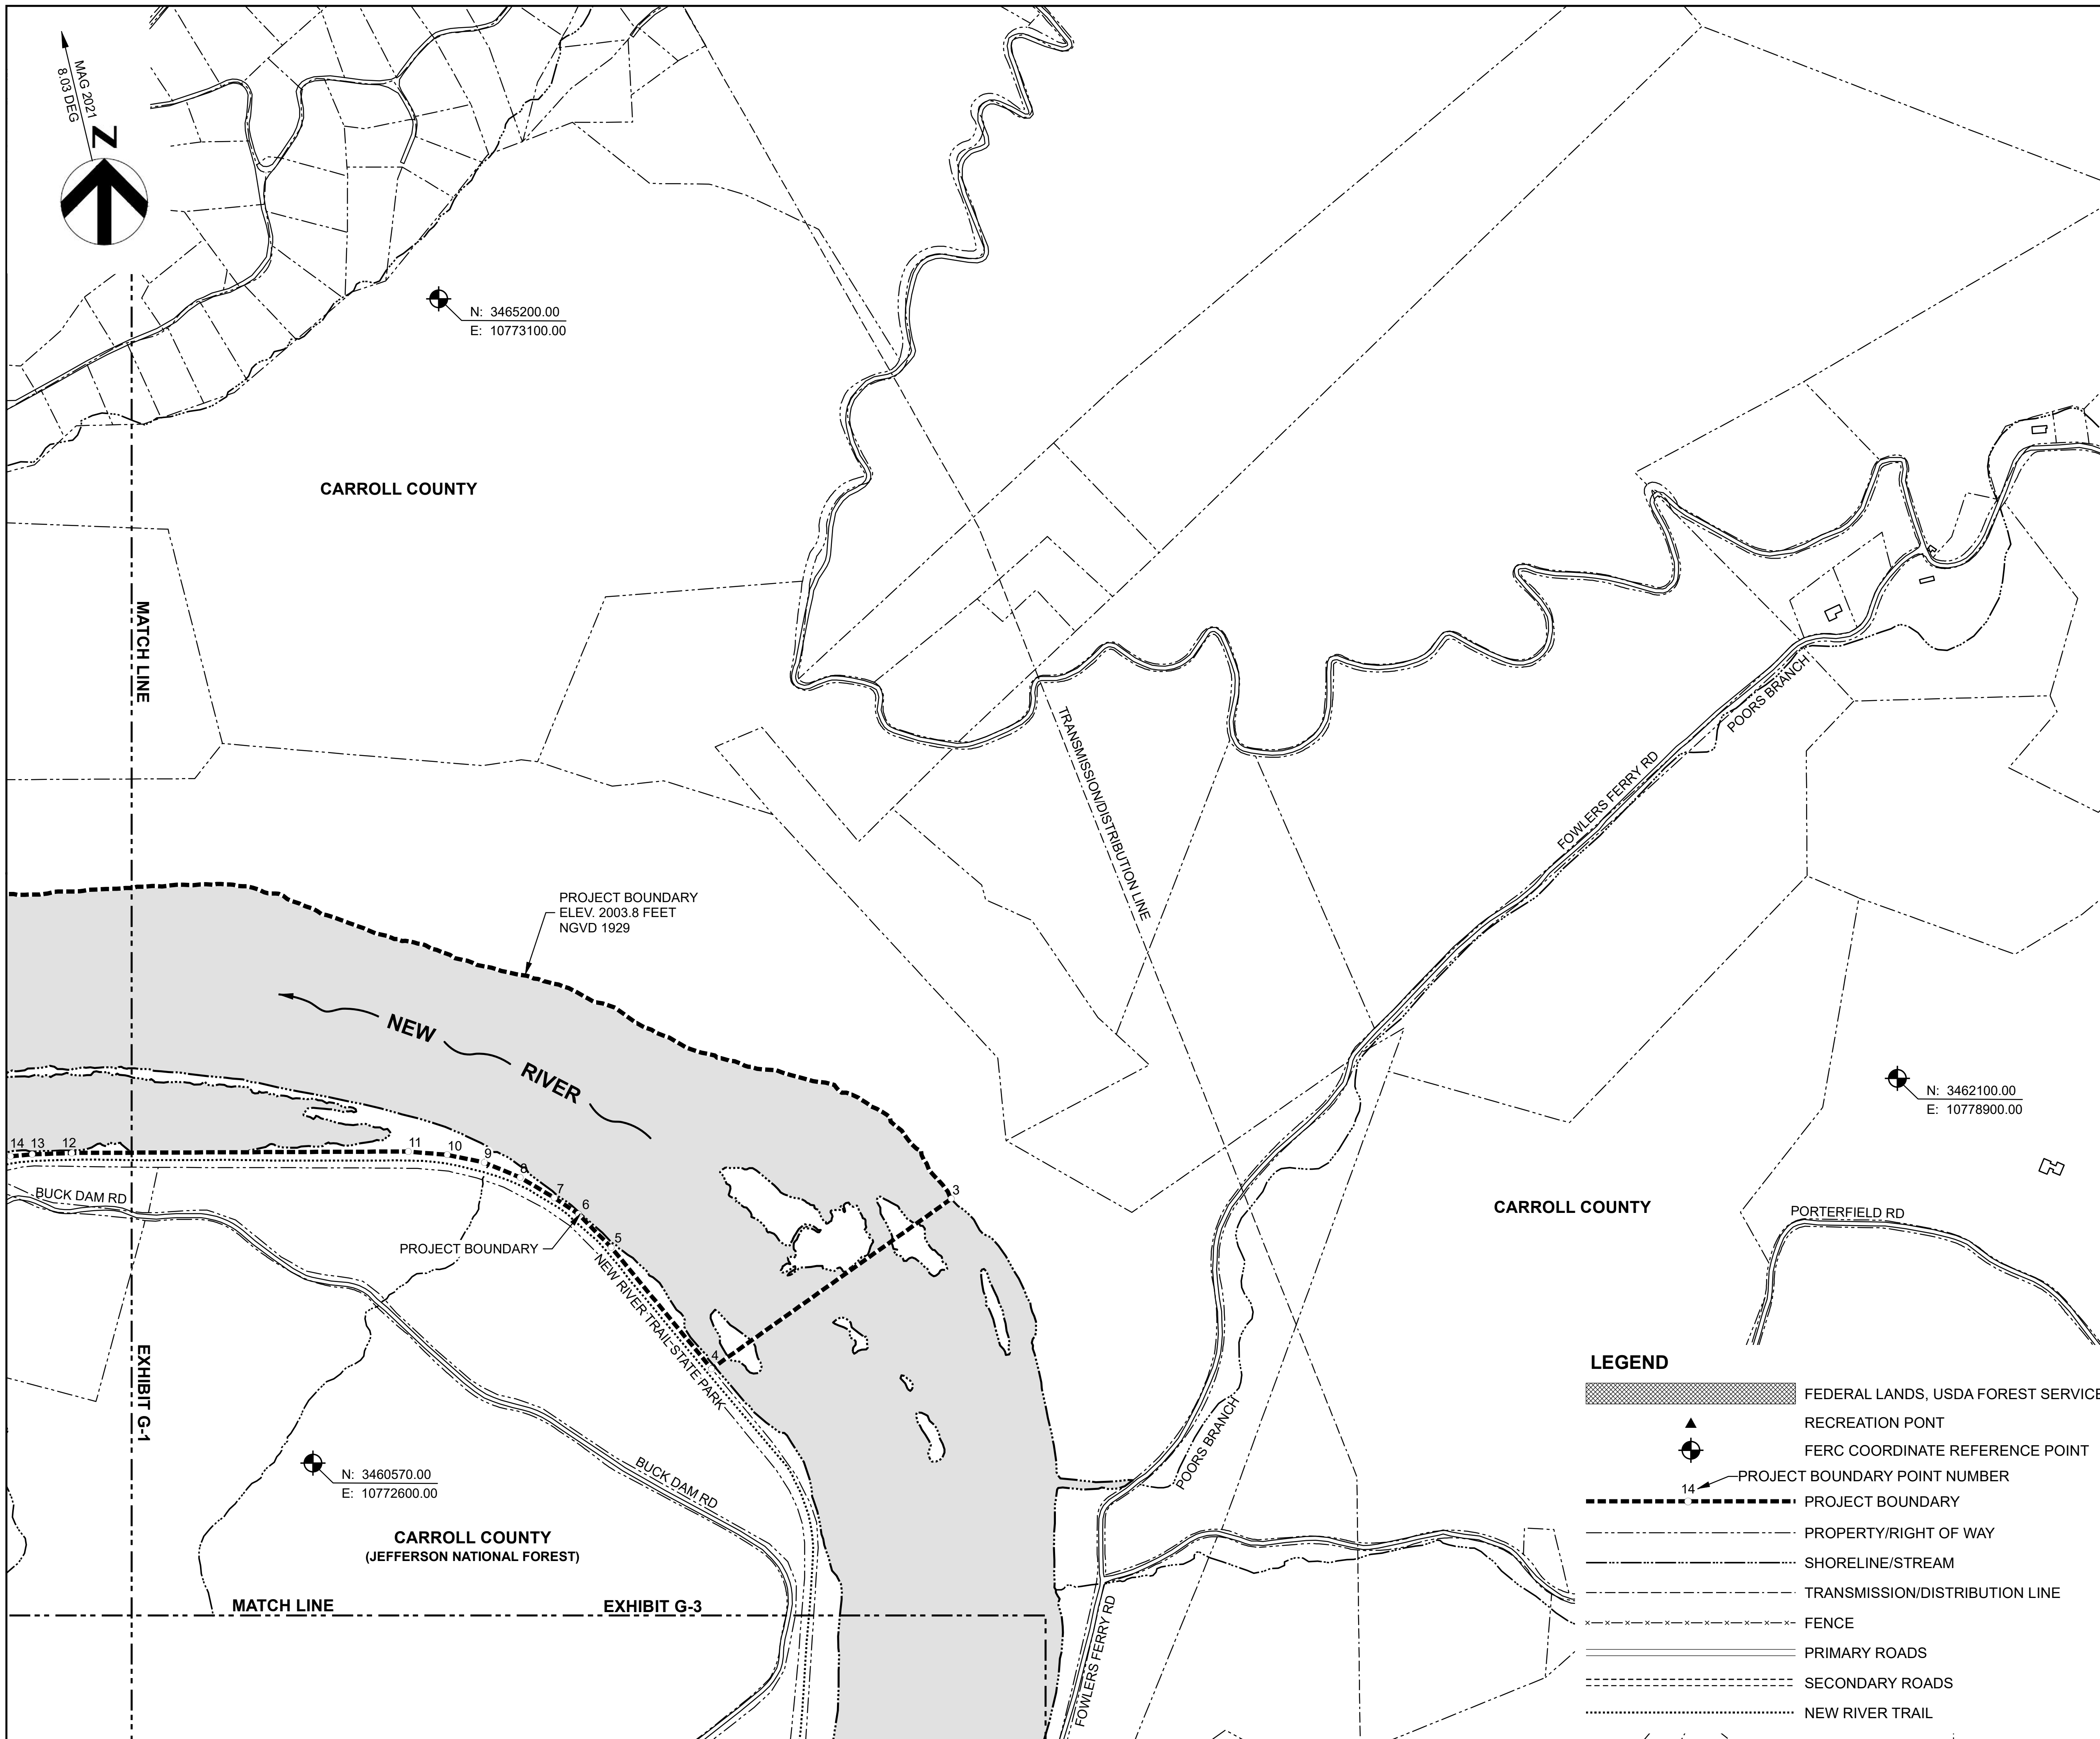 MAG 2021
8.03 DEG
N
N: 3465200.00
E: 10773100.00
CARROLL COUNTY
MATCH LINE
POORS BRANCH
TRANSMISSION/DISTRIBUTION LINE
FOWLERS FERRY RD
PROJECT BOUNDARY
ELEV. 2003.8 FEET
NGVD 1929
NEW
RIVER
N: 3462100.00
E: 10778900.00
14
13
12
11
10
9
8
7
6
5
4
3
BUCK DAM RD
PROJECT BOUNDARY
NEW RIVER TRAIL STATE PARK
CARROLL COUNTY
PORTERFIELD RD
EXHIBIT G-1
POORS BRANCH
N: 3460570.00
E: 10772600.00
BUCK DAM RD
CARROLL COUNTY
(JEFFERSON NATIONAL FOREST)
MATCH LINE
EXHIBIT G-3
FOWLERS FERRY RD
LEGEND
FEDERAL LANDS, USDA FOREST SERVICE
RECREATION PONT
FERC COORDINATE REFERENCE POINT
PROJECT BOUNDARY POINT NUMBER
14
PROJECT BOUNDARY
PROPERTY/RIGHT OF WAY
SHORELINE/STREAM
TRANSMISSION/DISTRIBUTION LINE
FENCE
PRIMARY ROADS
SECONDARY ROADS
NEW RIVER TRAIL